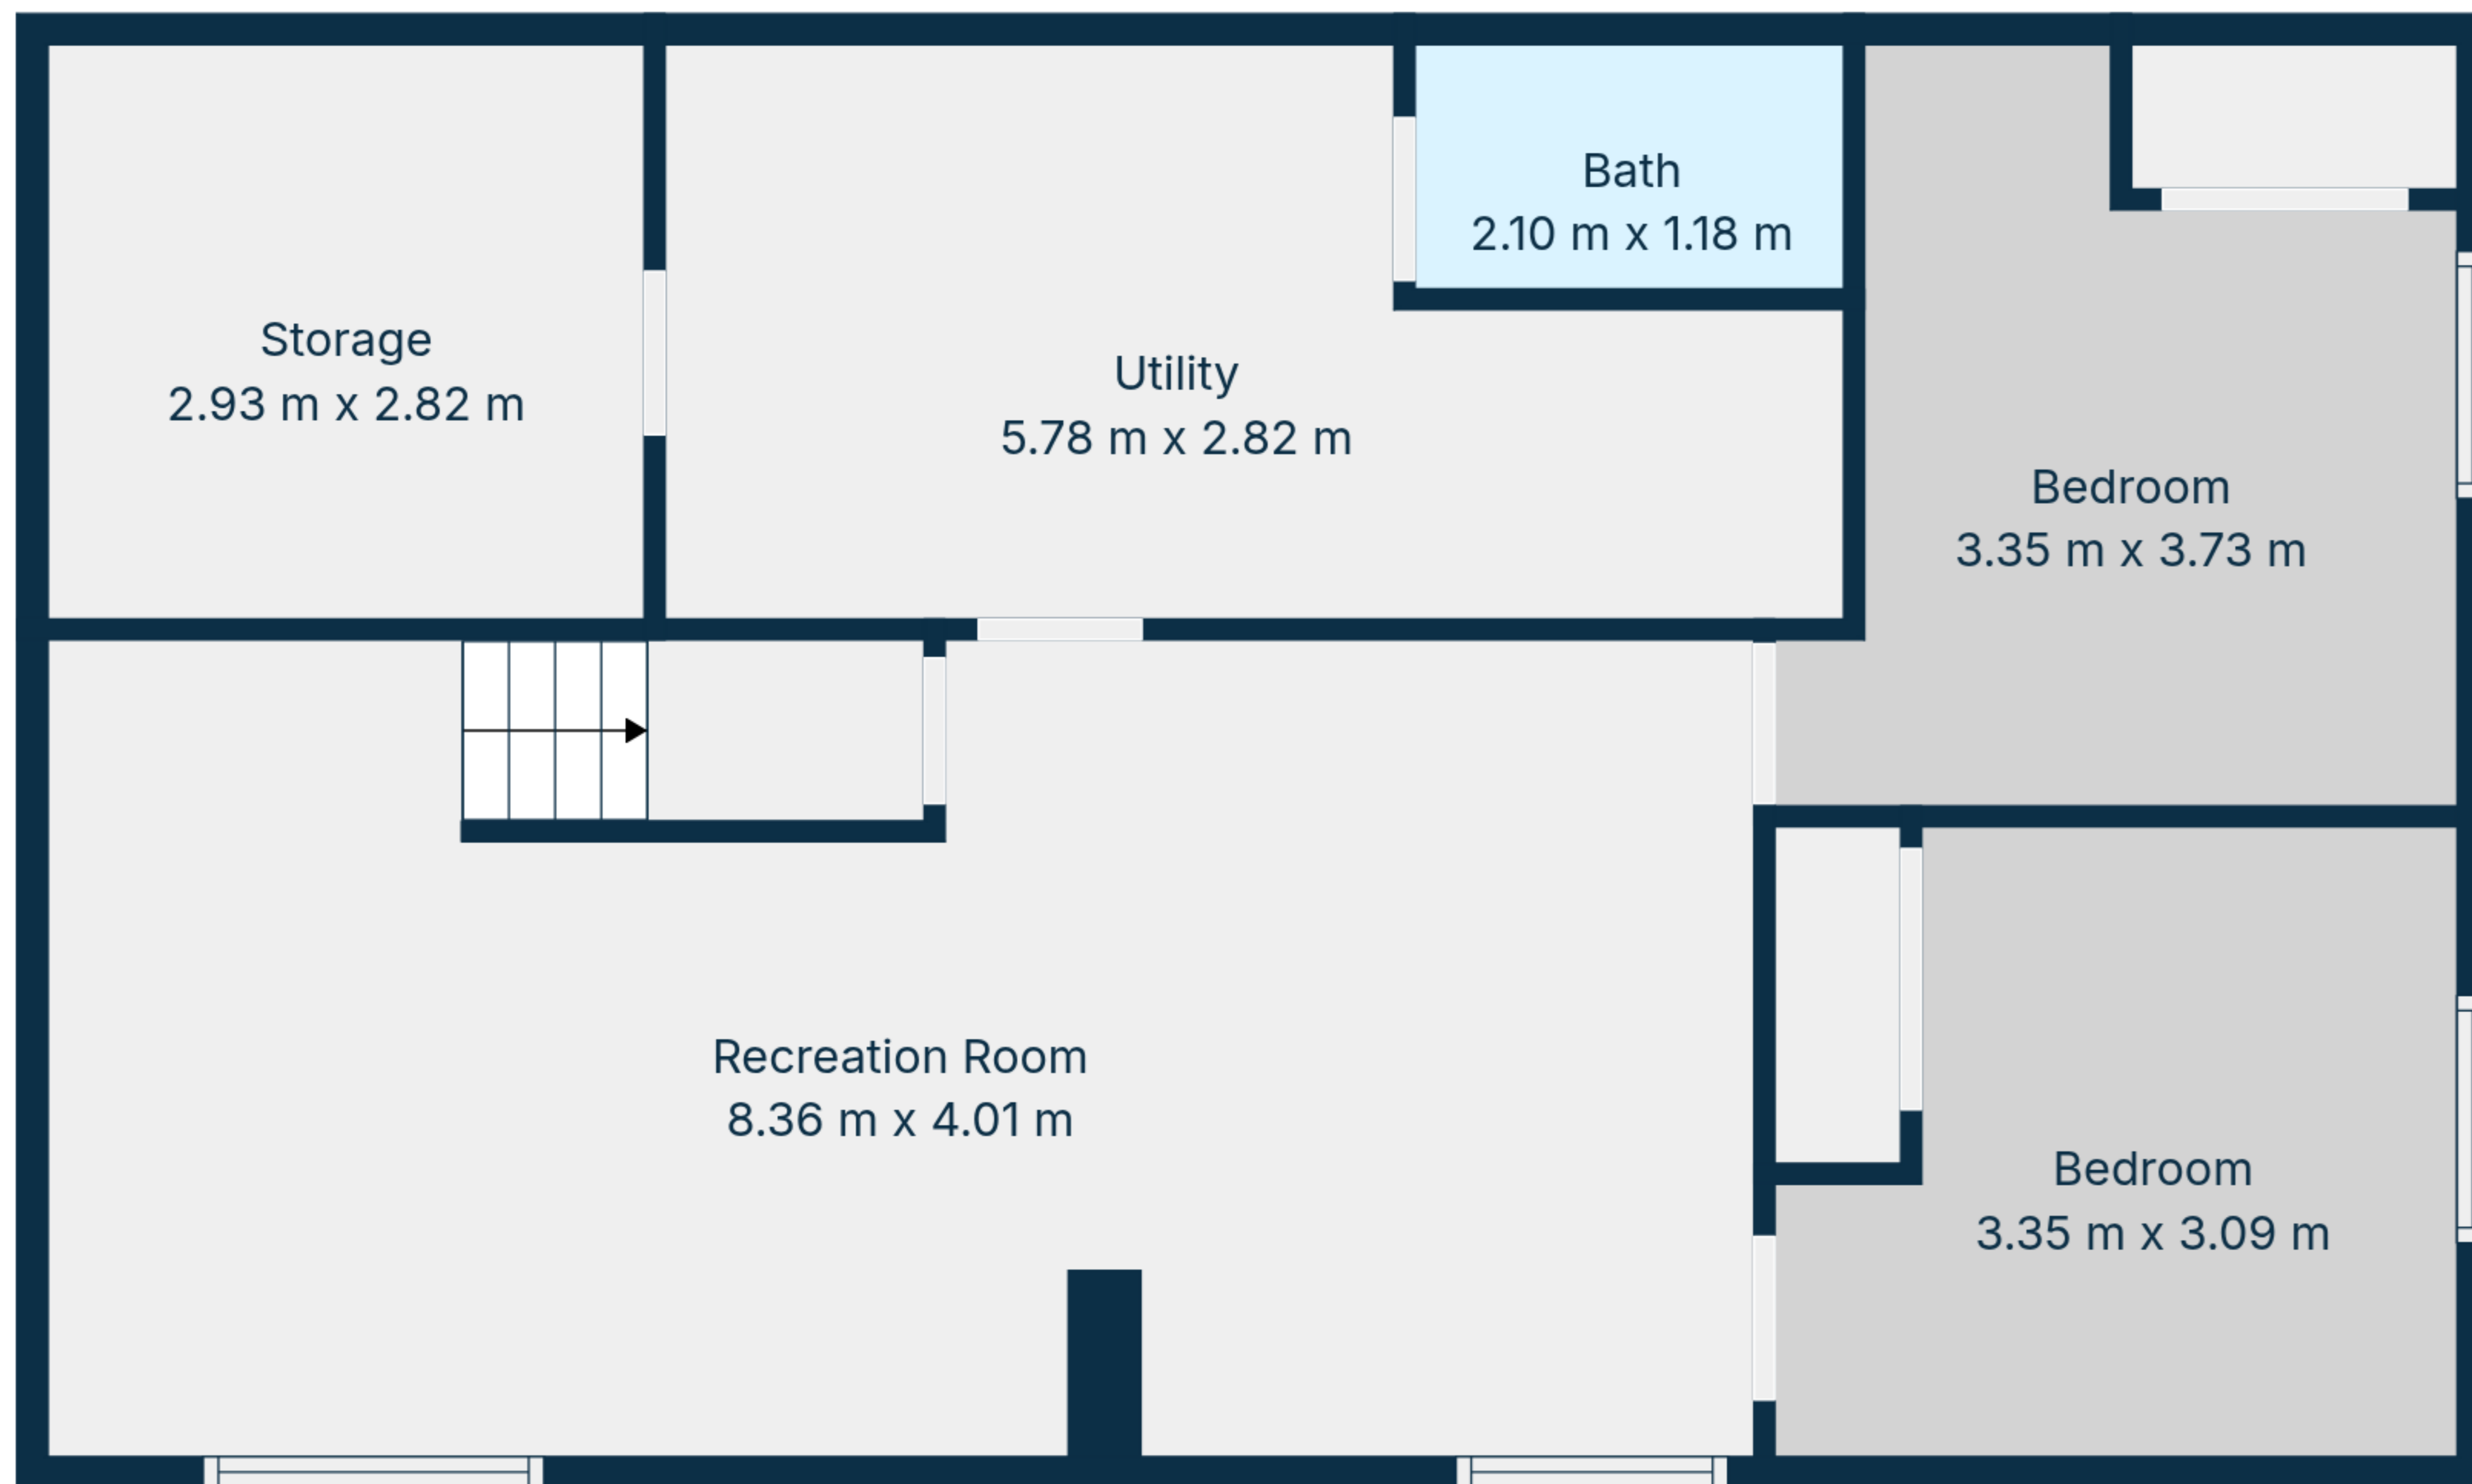 Storage
2.93 m x 2.82 m
Utility
5.78 m x 2.82 m
Bath
2.10 m x 1.18 m
Bedroom
3.35 m x 3.73 m
Recreation Room
8.36 m x 4.01 m
Bedroom
3.35 m x 3.09 m